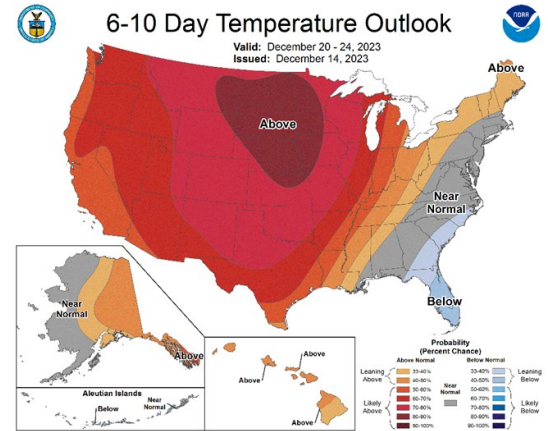 6-10 Day Temperature Outlook
Valid: December 20 - 24, 2023
Issued: December 14, 2023
NOAA
Above
Above
Near
Normal
Below
Near
Normal
Above
Aleutian Islands
Below
Near
Normal
Above
Above
Probability
(Percent Chance)
Above Normal
Below Normal
Leaning
Above
33-40%
40-50%
Likely
Above
50-60%
60-70%
70-80%
80-90%
90-100%
Near
Normal
33-40%
40-50%
Leaning
Below
50-60%
60-70%
70-80%
80-90%
90-100%
Likely
Below